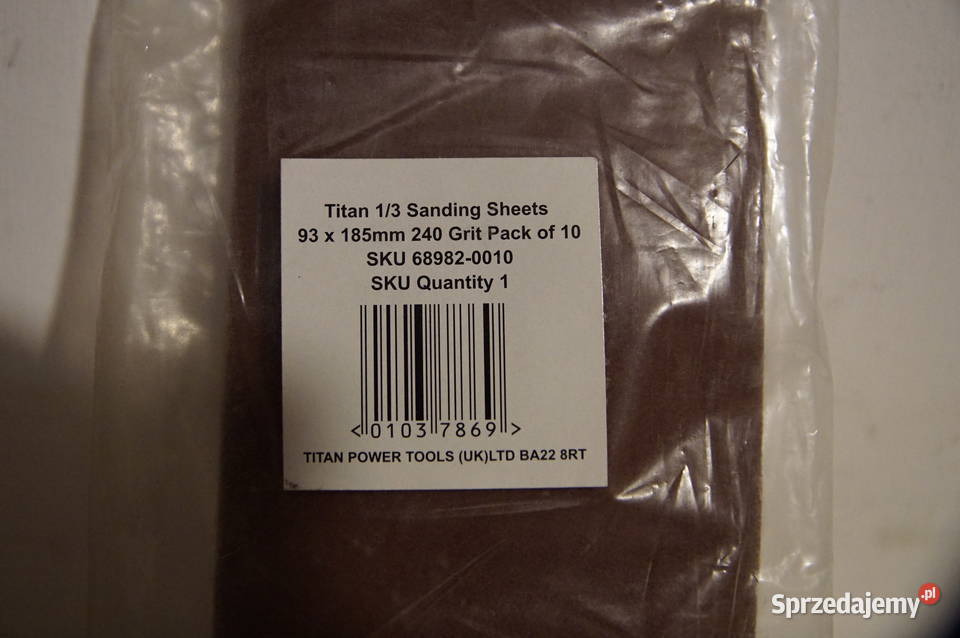 Titan 1/3 Sanding Sheets
93 x 185mm 240 Grit Pack of 10
SKU 68982-0010
SKU Quantity 1
<0103 7869>
TITAN POWER TOOLS (UK)LTD BA22 8RT
Sprzedajemy.pl